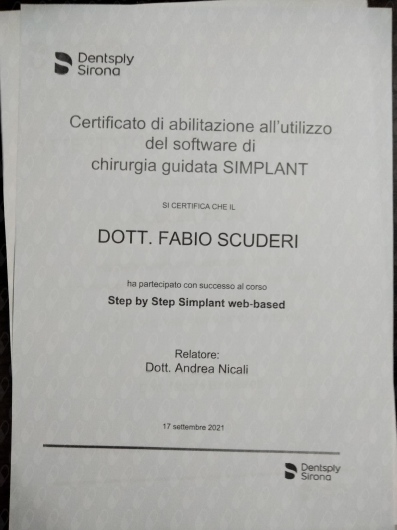 Dentsply
Sirona
Certificato di abilitazione all'utilizzo
del software di
chirurgia guidata SIMPLANT
SI CERTIFICA CHE IL
DOTT. FABIO SCUDERI
ha partecipato con successo al corso
Step by Step Simplant web-based
Relatore:
Dott. Andrea Nicali
17 settembre 2021
Dentsply
Sirona